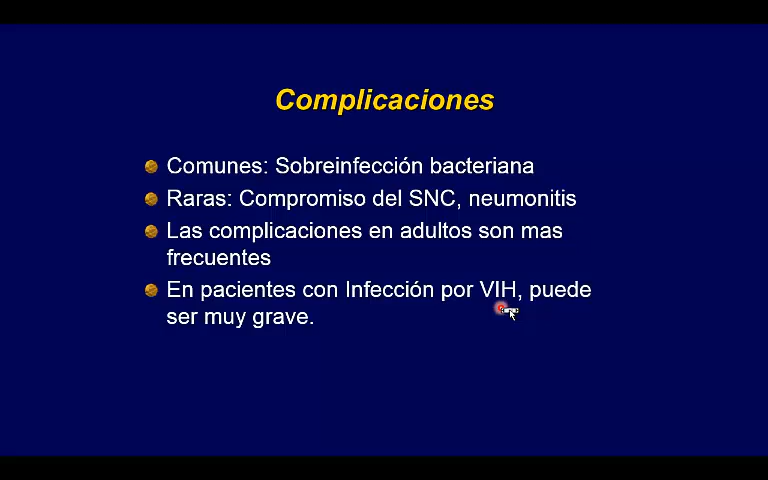 Complicaciones
Comunes: Sobreinfección bacteriana
Raras: Compromiso del SNC, neumonitis
Las complicaciones en adultos son mas
frecuentes
En pacientes con Infección por VIH, puede
ser muy grave.